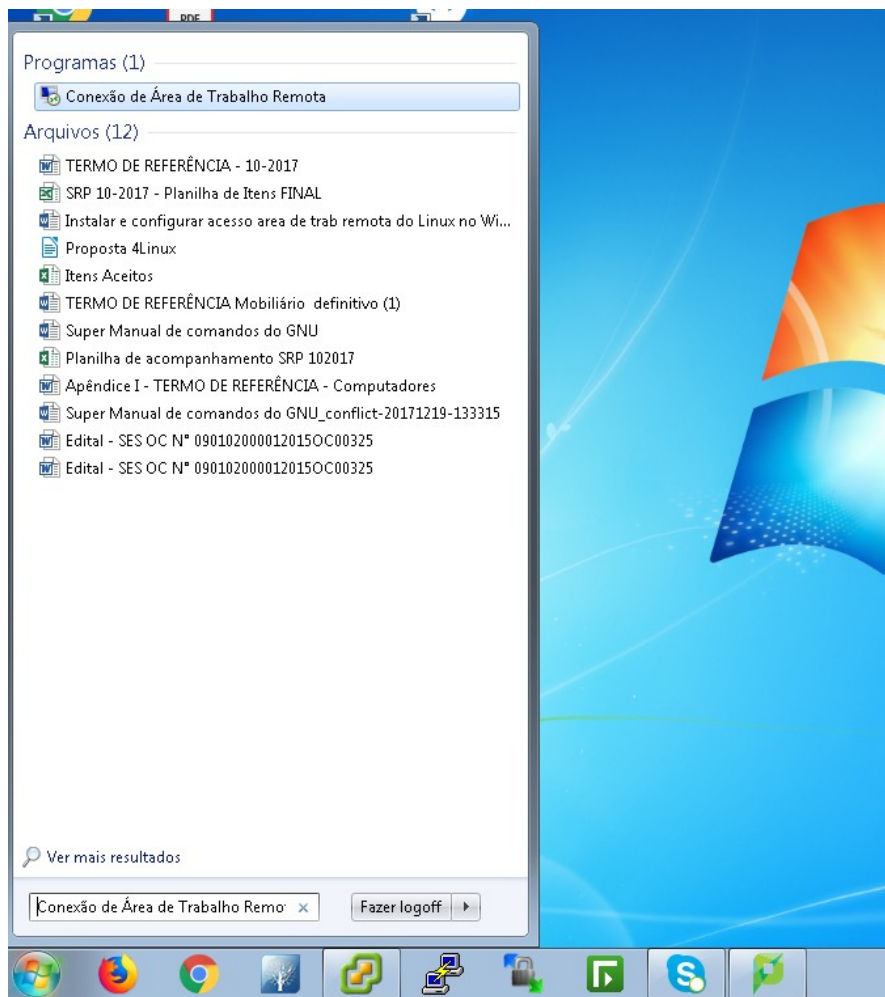 PDF
Programas (1)
Conexão de Área de Trabalho Remota
Arquivos (12)
TERMO DE REFERÊNCIA - 10-2017
SRP 10-2017 - Planilha de Itens FINAL
Instalar e configurar acesso area de trab remota do Linux no Wi...
Proposta 4Linux
Itens Aceitos
TERMO DE REFERÊNCIA Mobiliário definitivo (1)
Super Manual de comandos do GNU
Planilha de acompanhamento SRP 102017
Apêndice I - TERMO DE REFERÊNCIA - Computadores
Super Manual de comandos do GNU_conflict-20171219-133315
Edital - SES OC N° 090102000012015OC00325
Edital - SES OC N° 090102000012015OC00325
Ver mais resultados
Conexão de Área de Trabalho Remo
Fazer logoff